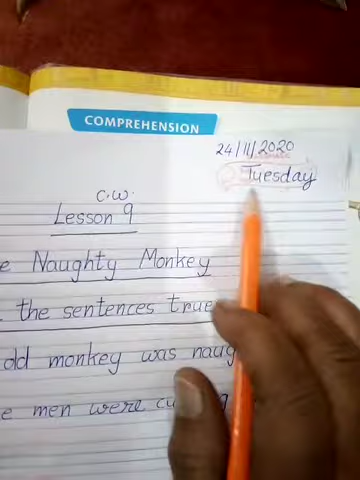 COMPREHENSION
24/11/2020
Tuesday
C.W.
Lesson 9
e Naughty Monkey
the sentences true
old monkey was naug
e men were cu